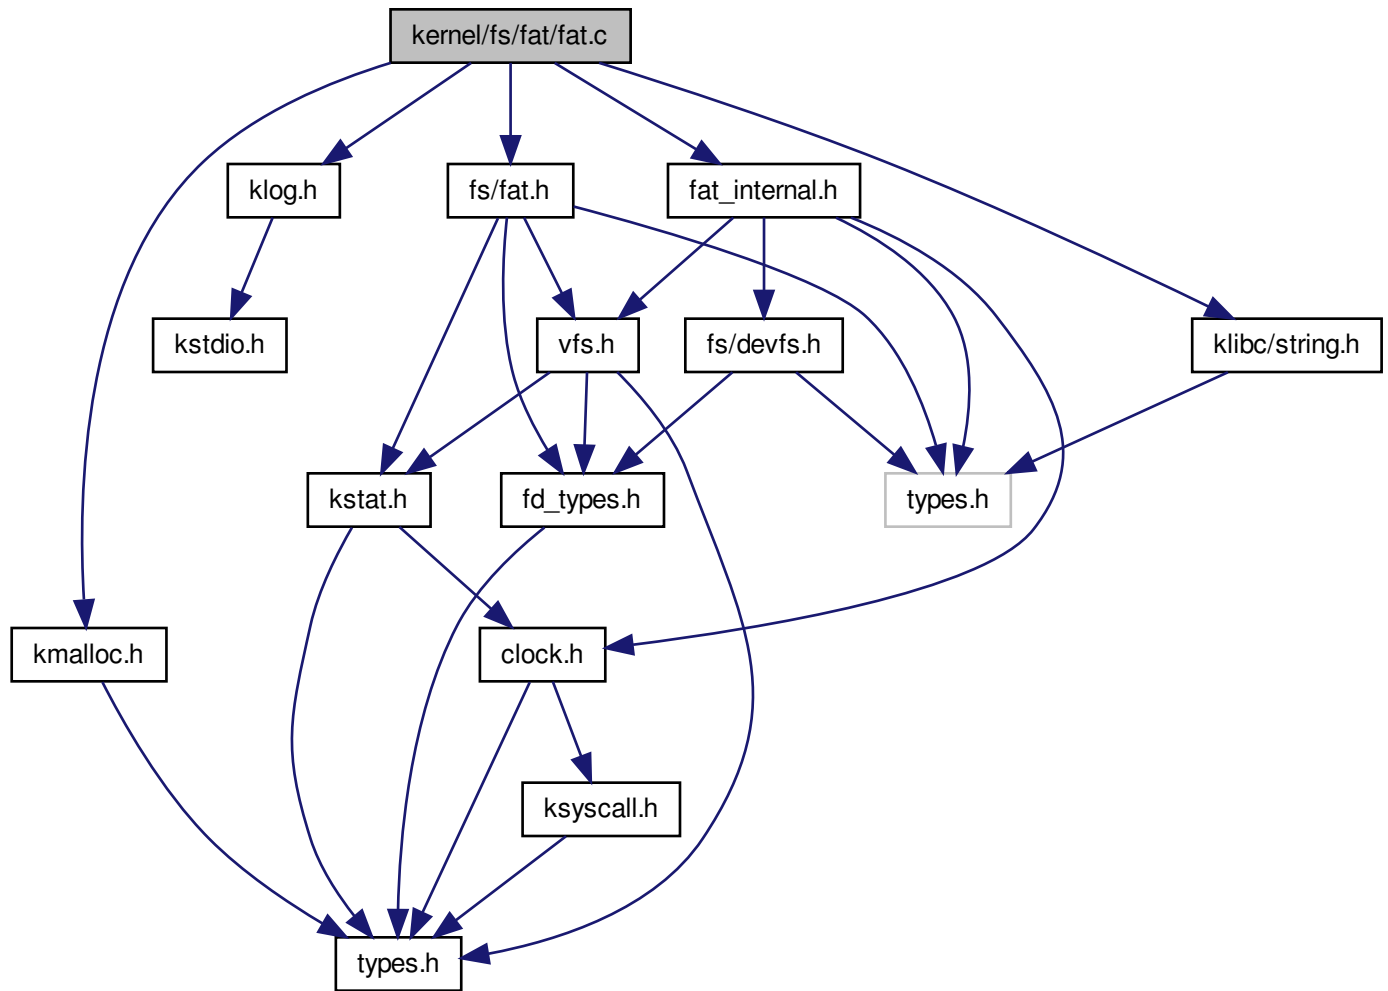 kernel/fs/fat/fat.c
klog.h
fs/fat.h
fat_internal.h
kstdio.h
vfs.h
fs/devfs.h
klibc/string.h
kstat.h
fd_types.h
types.h
kmalloc.h
clock.h
ksyscall.h
types.h